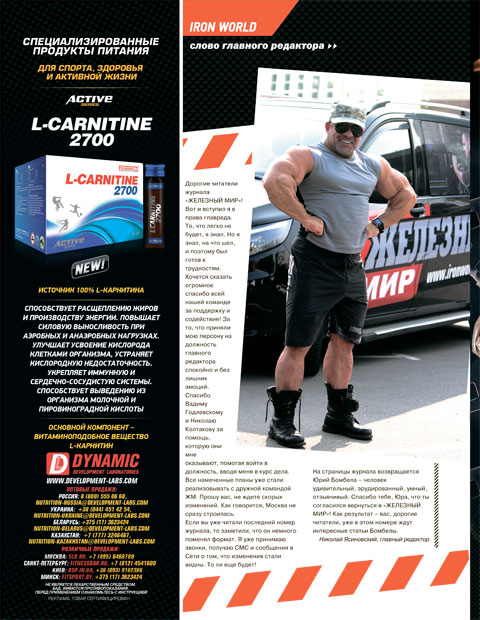 СПЕЦИАЛИЗИРОВАННЫЕ
ПРОДУКТЫ ПИТАНИЯ
ДЛЯ СПОРТА, ЗДОРОВЬЯ
И АКТИВНОЙ ЖИЗНИ
ACTIVE
SERIES
L-CARNITINE
2700
L-CARNITINE
2700
L-CARNITINE
2700
ACTIVE
NEW!
ИСТОЧНИК 100% L-КАРНИТИНА
СПОСОБСТВУЕТ РАСЩЕПЛЕНИЮ ЖИРОВ
И ПРОИЗВОДСТВУ ЭНЕРГИИ. ПОВЫШАЕТ
СИЛОВУЮ ВЫНОСЛИВОСТЬ ПРИ
АЭРОБНЫХ И АНАЭРОБНЫХ НАГРУЗКАХ.
УЛУЧШАЕТ УСВОЕНИЕ КИСЛОРОДА
КЛЕТКАМИ ОРГАНИЗМА, УСТРАНЯЕТ
КИСЛОРОДНУЮ НЕДОСТАТОЧНОСТЬ.
УКРЕПЛЯЕТ ИММУННУЮ И
СЕРДЕЧНО-СОСУДИСТУЮ СИСТЕМЫ.
СПОСОБСТВУЕТ ВЫВЕДЕНИЮ ИЗ
ОРГАНИЗМА МОЛОЧНОЙ И
ПИРОВИНОГРАДНОЙ КИСЛОТЫ
ОСНОВНОЙ КОМПОНЕНТ –
ВИТАМИНОПОДОБНОЕ ВЕЩЕСТВО
L-КАРНИТИН
DYNAMIC
DEVELOPMENT LABORATORIES
WWW.DEVELOPMENT-LABS.COM
ОПТОВЫЕ ПРОДАЖИ:
РОССИЯ: 8 (800) 555 06 60,
NUTRITION-RUSSIA@DEVELOPMENT-LABS.COM
УКРАИНА: +38 (044) 451 42 54,
NUTRITION-UKRAINE@DEVELOPMENT-LABS.COM
БЕЛАРУСЬ: +375 (17) 3623424
NUTRITION-BELARUS@DEVELOPMENT-LABS.COM
КАЗАХСТАН: +7 (777) 3246467,
NUTRITION-KAZAKHSTAN@DEVELOPMENT-LABS.COM
РОЗНИЧНЫЕ ПРОДАЖИ:
МОСКВА: 5LB.RU, +7 (495) 6460788
САНКТ-ПЕТЕРБУРГ: FITNESSBAR.RU, +7 (812) 4541600
КИЕВ: BSP.IN.UA, +38 (093) 9102366
МИНСК: FITSPORT.BY, +375 (17) 3623424
НЕ ЯВЛЯЕТСЯ ЛЕКАРСТВЕННЫМ СРЕДСТВОМ.
БАД. ИМЕЮТСЯ ПРОТИВОПОКАЗАНИЯ.
ПЕРЕД ПРИМЕНЕНИЕМ ОЗНАКОМЬТЕСЬ С ИНСТРУКЦИЕЙ
РЕКЛАМА. ТОВАР СЕРТИФИЦИРОВАН.
IRON WORLD
слово главного редактора
ЖЕЛЕЗН
МИР
www.ironw
Дорогие читатели
журнала
«ЖЕЛЕЗНЫЙ МИР»!
Вот и вступил я в
права главреда.
То, что легко не
будет, я знал. Но я
знал, на что шел,
и поэтому был
готов к
трудностям.
Хочется сказать
огромное
спасибо всей
нашей команде
за поддержку и
содействие! За
то, что приняли
мою персону на
должность
главного
редактора
спокойно и без
лишних
эмоций.
Спасибо
Вадиму
Годлевскому
и Николаю
Колтакову за
помощь,
которую они
мне
оказывают, помогая войти в
должность, вводя меня в курс дела.
Все намеченные планы уже стали
реализовывать с дружной командой
ЖМ. Прошу вас, не ждите скорых
изменений. Как говорится, Москва не
сразу строилась.
Если вы уже читали последний номер
журнала, то заметили, что он немного
поменял формат. Я уже принимаю
звонки, получаю СМС и сообщения в
Сети о том, что изменения стали
видны. То ли еще будет!
На страницы журнала возвращается
Юрий Бомбела – человек
удивительный, эрудированный, умный,
отзывчивый. Спасибо тебе, Юра, что ты
согласился вернуться в «ЖЕЛЕЗНЫЙ
МИР»! Как результат – вас, дорогие
читатели, уже в этом номере ждут
интересные статьи Бомбелы.
Николай Ясиновский, главный редактор